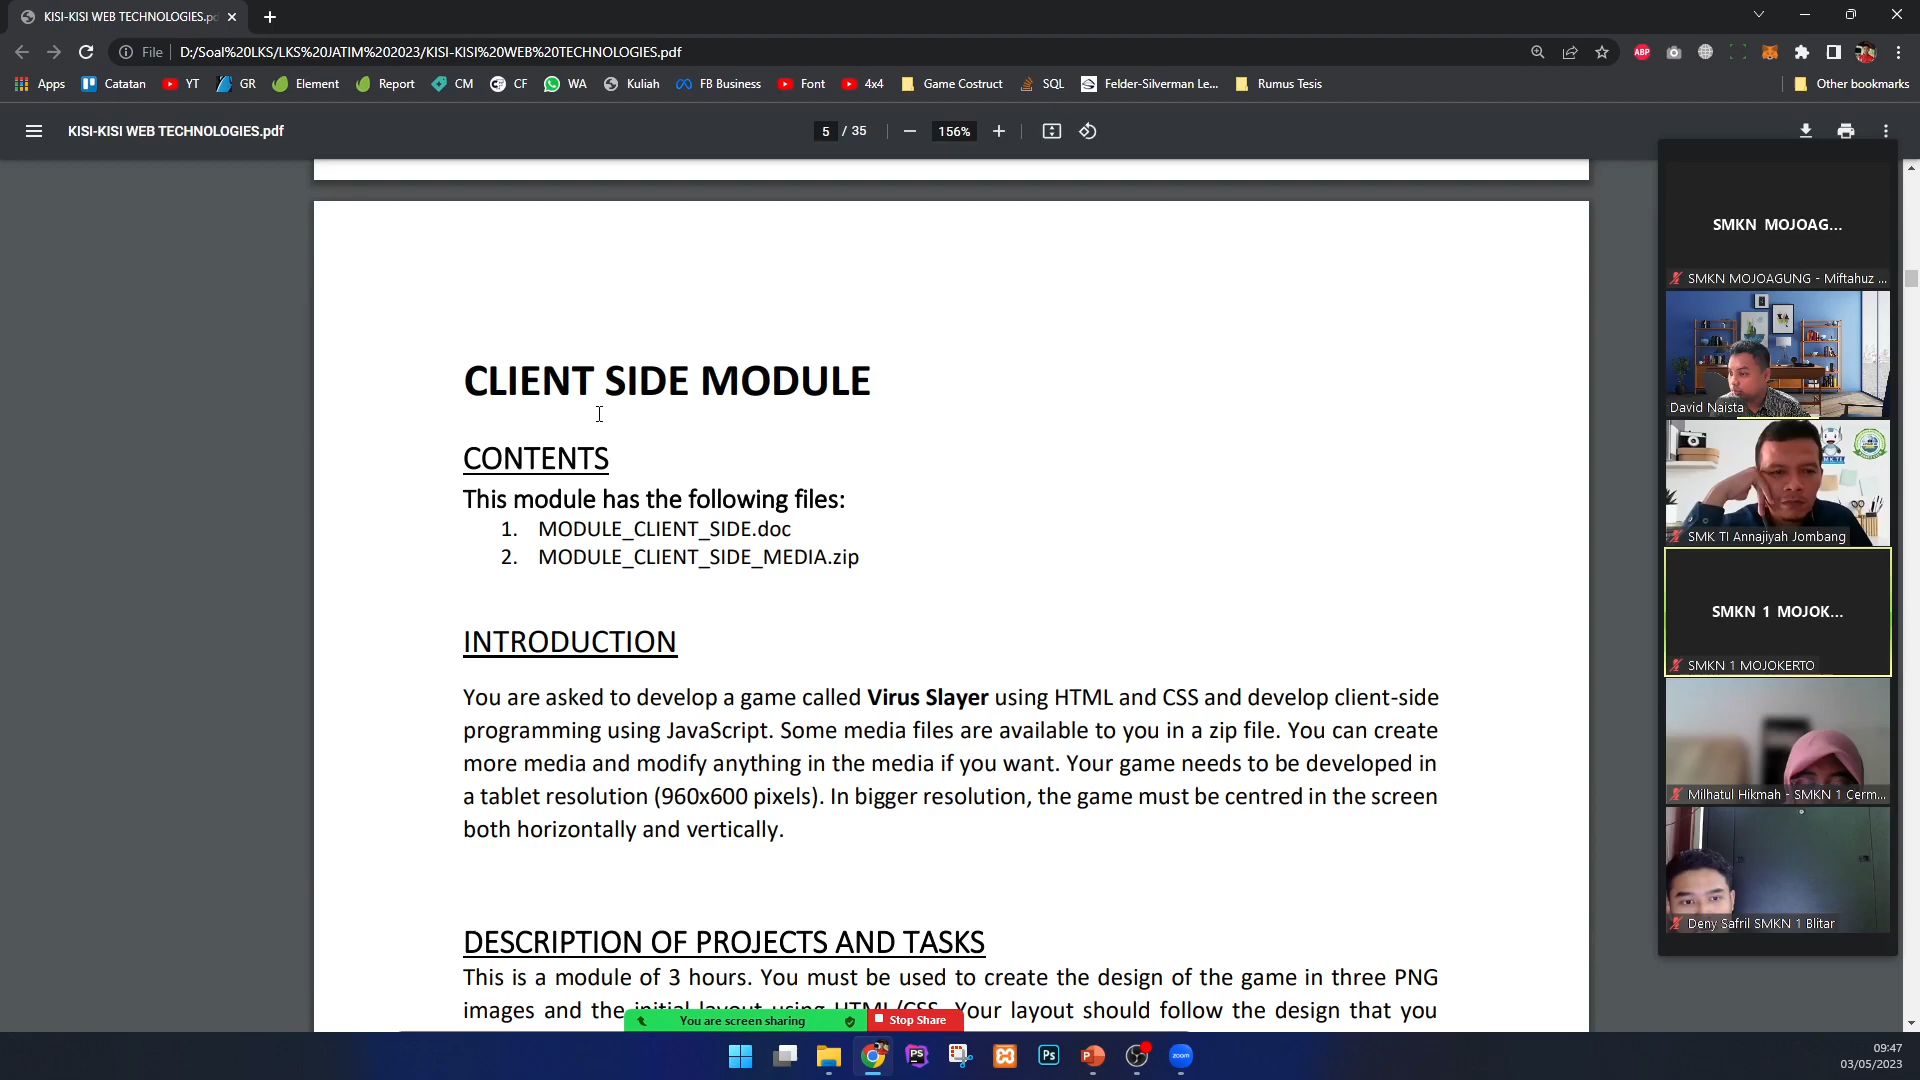 KISI-KISI WEB TECHNOLOGIES.pd
File D:/Soal%20LKS/LKS%20JATIM%202023/KISI-KISI%20WEB%20TECHNOLOGIES.pdf
ABP
Apps Catatan YT GR Element Report CM CF WA Kuliah FB Business Font 4x4 Game Costruct SQL Felder-Silverman Le... Rumus Tesis Other bookmarks
KISI-KISI WEB TECHNOLOGIES.pdf 5 / 35 156%
CLIENT SIDE MODULE
CONTENTS
This module has the following files:
1. MODULE_CLIENT_SIDE.doc
2. MODULE_CLIENT_SIDE_MEDIA.zip
INTRODUCTION
You are asked to develop a game called Virus Slayer using HTML and CSS and develop client-side
programming using JavaScript. Some media files are available to you in a zip file. You can create
more media and modify anything in the media if you want. Your game needs to be developed in
a tablet resolution (960x600 pixels). In bigger resolution, the game must be centred in the screen
both horizontally and vertically.
DESCRIPTION OF PROJECTS AND TASKS
This is a module of 3 hours. You must be used to create the design of the game in three PNG
images and the initial layout using HTML/CSS. Your layout should follow the design that you
SMKN MOJOAG...
SMKN MOJOAGUNG - Miftahuz ...
David Naista
SMK TI Annajiyah Jombang
SMKN 1 MOJOK...
SMKN 1 MOJOKERTO
Milhatul Hikmah - SMKN 1 Cerm...
Deny Safril SMKN 1 Blitar
You are screen sharing Stop Share
PS
Ps
P
zoom
09:47
03/05/2023